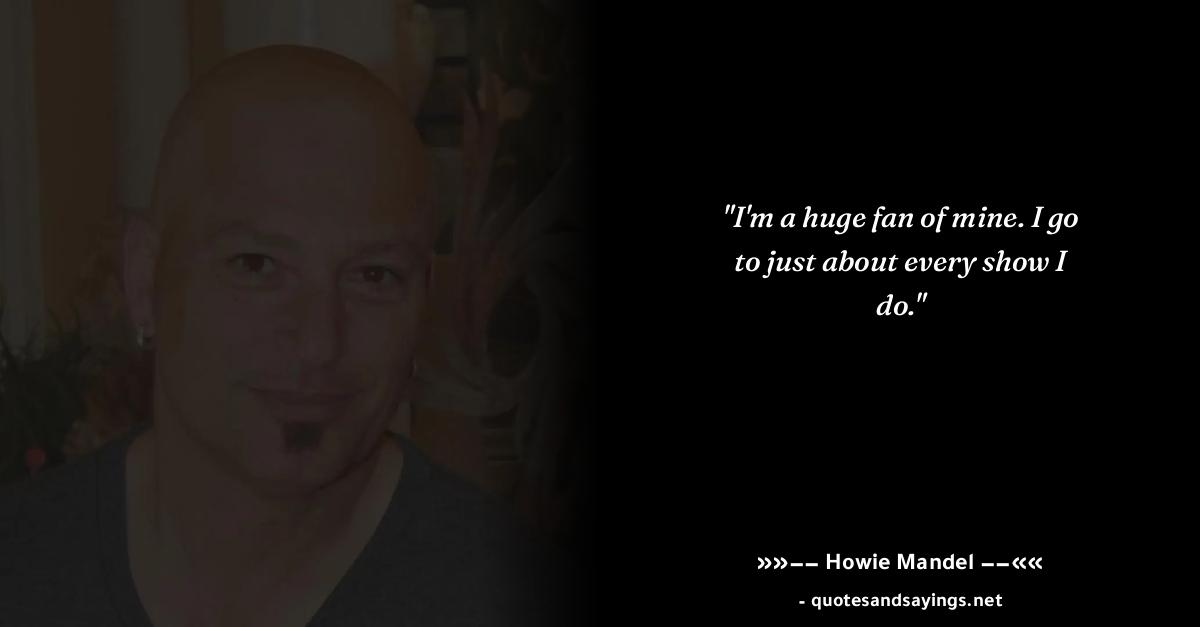 "I'm a huge fan of mine. I go
to just about every show I
do."
»»−− Howie Mandel −−««
- quotesandsayings.net